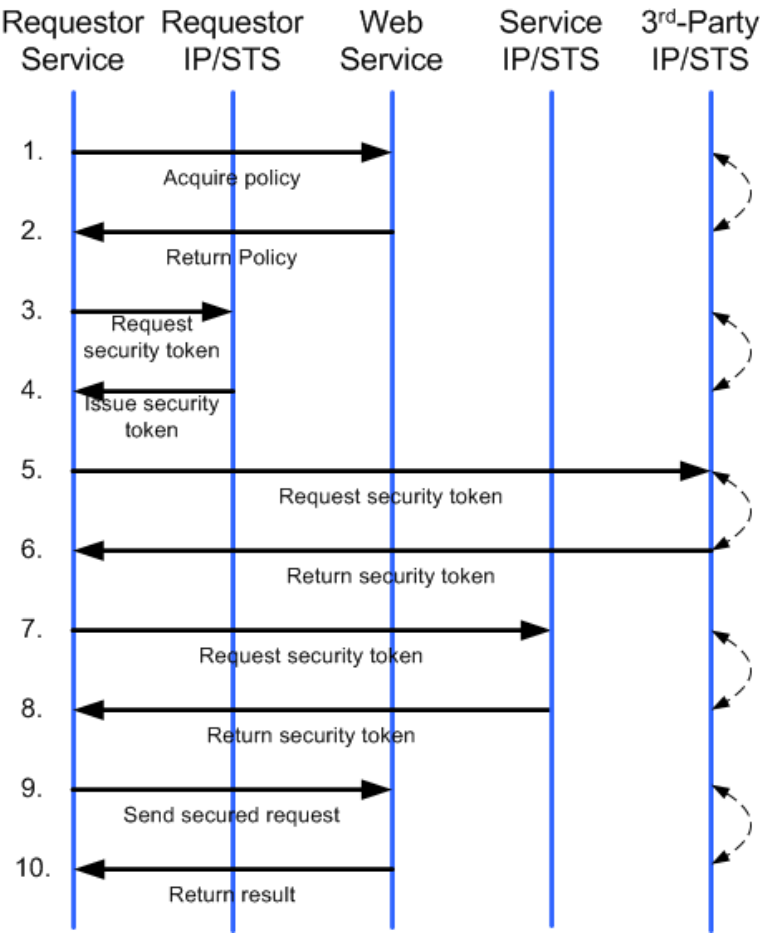 Requestor Requestor Web Service 3rd-Party
Service IP/STS Service IP/STS IP/STS
1.
Acquire policy
2.
Return Policy
3.
Request
security token
4.
Issue security
token
5.
Request security token
6.
Return security token
7.
Request security token
8.
Return security token
9.
Send secured request
10.
Return result